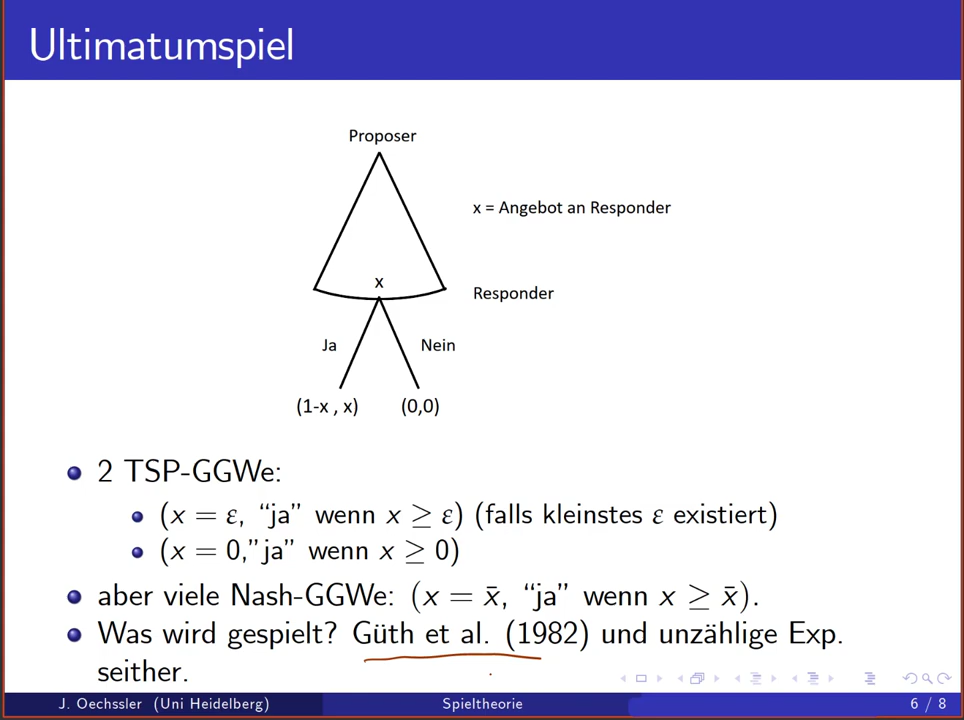 Ultimatumspiel
Proposer
x = Angebot an Responder
x
Responder
Ja
Nein
(1-x , x)
(0,0)
2 TSP-GGWe:
(x = ε, “ja” wenn x ≥ ε) (falls kleinstes ε existiert)
(x = 0,”ja” wenn x ≥ 0)
aber viele Nash-GGWe: (x = x̄, “ja” wenn x ≥ x̄).
Was wird gespielt? Güth et al. (1982) und unzählige Exp.
seither.
J. Oechssler (Uni Heidelberg)
Spieltheorie
6 / 8